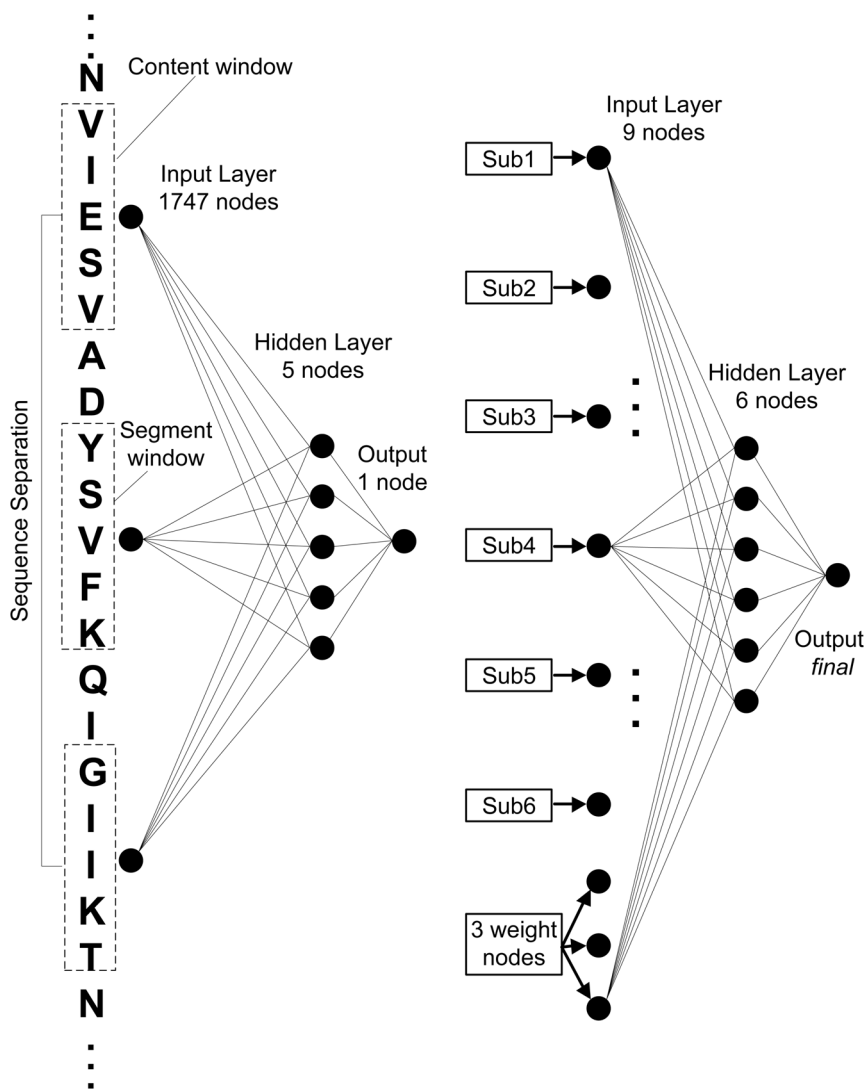 N
Content window
V
I
E
S
V
A
D
Y
S
V
F
K
Q
I
G
I
I
K
T
N
Sequence Separation
Input Layer
1747 nodes
Hidden Layer
5 nodes
Segment
window
Output
1 node
Input Layer
9 nodes
Sub1
Sub2
Sub3
Sub4
Sub5
Sub6
3 weight
nodes
Hidden Layer
6 nodes
Output
final